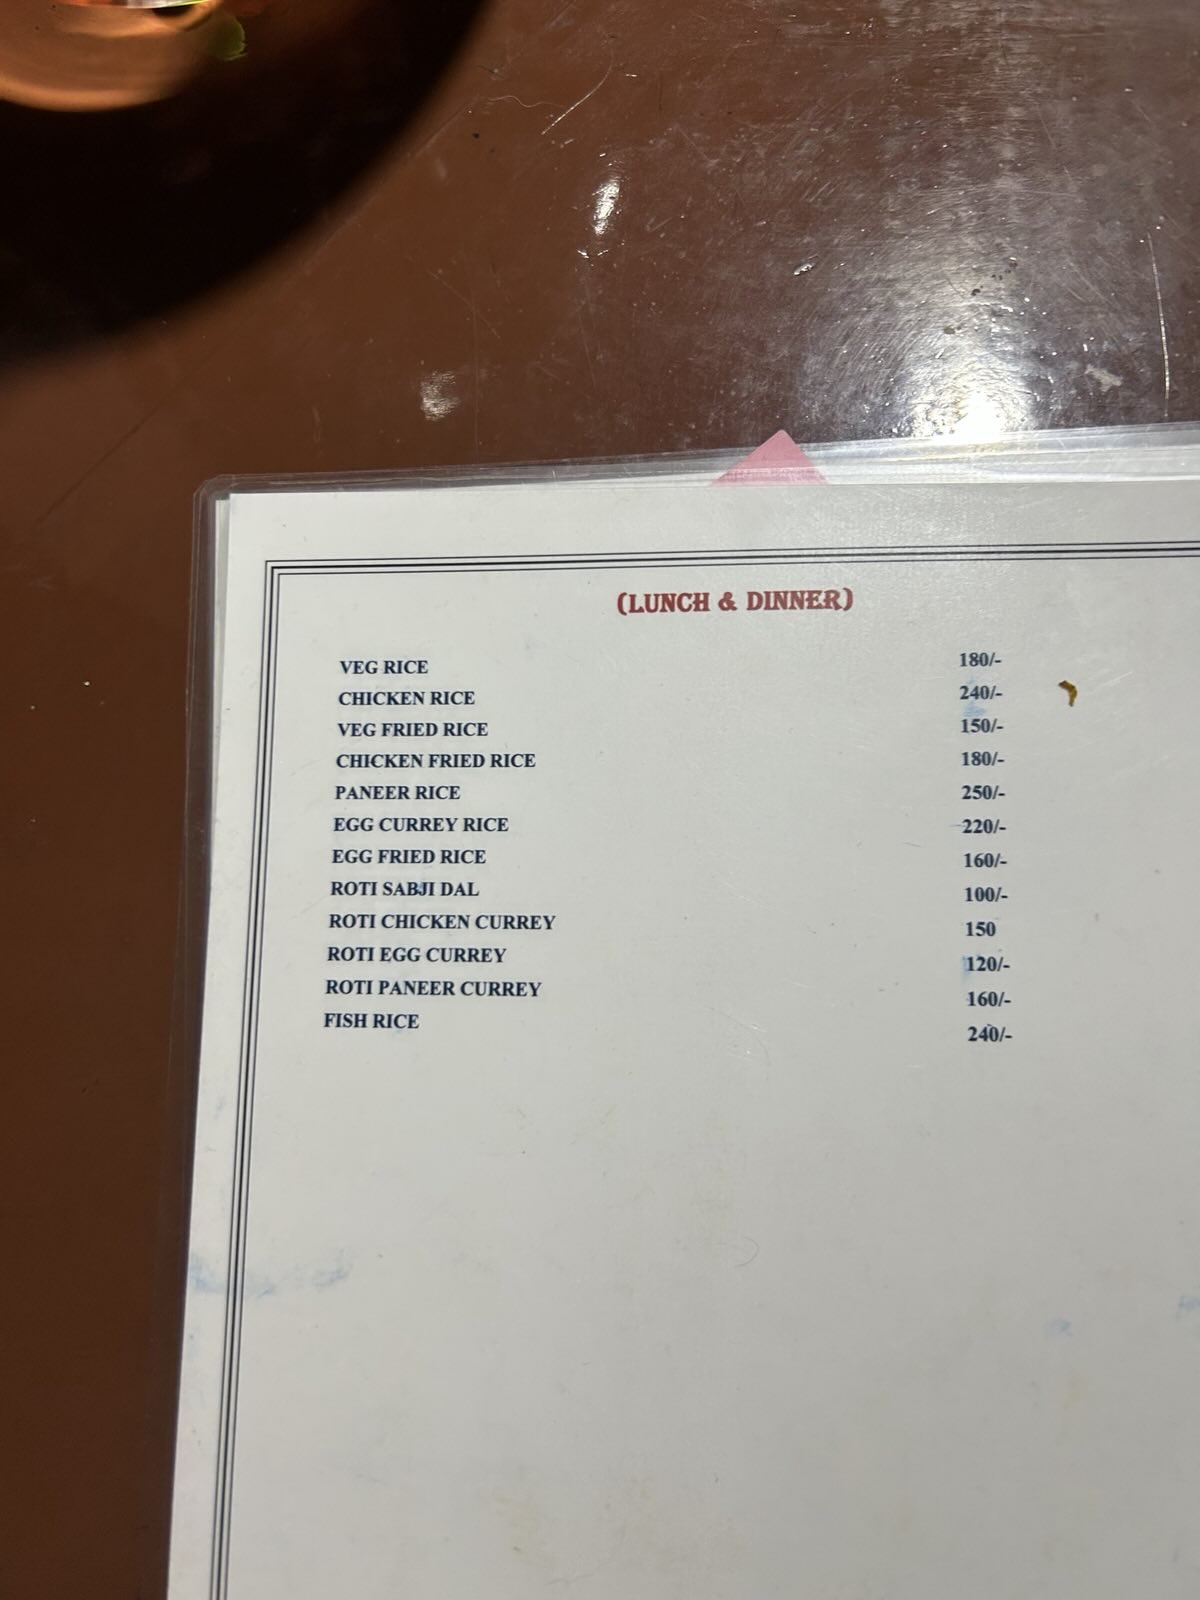 (LUNCH & DINNER)
VEG RICE 180/-
CHICKEN RICE 240/-
VEG FRIED RICE 150/-
CHICKEN FRIED RICE 180/-
PANEER RICE 250/-
EGG CURREY RICE 220/-
EGG FRIED RICE 160/-
ROTI SABJI DAL 100/-
ROTI CHICKEN CURREY 150
ROTI EGG CURREY 120/-
ROTI PANEER CURREY 160/-
FISH RICE 240/-